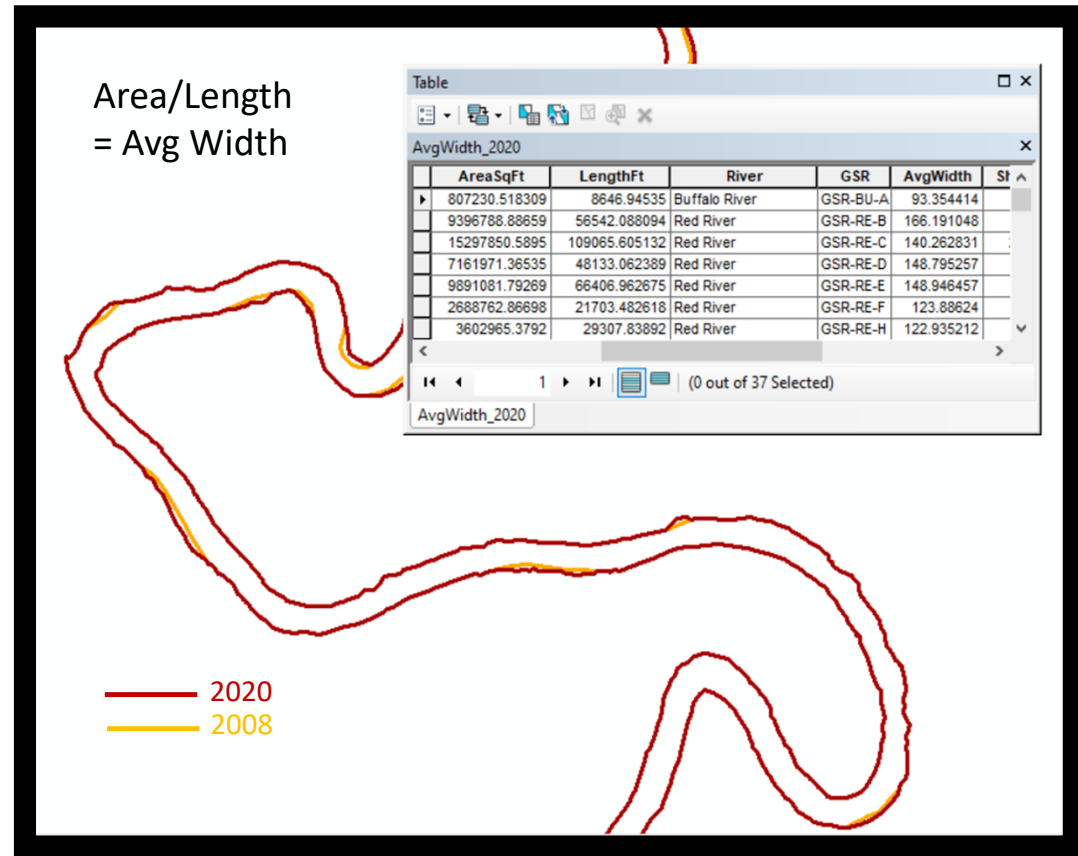 Area/Length
= Avg Width
Table
AvgWidth_2020
AreaSqFt LengthFt River GSR AvgWidth
807230.518309 8646.94535 Buffalo River GSR-BU-A 93.354414
9396788.88659 56542.088094 Red River GSR-RE-B 166.191048
15297850.5895 109065.605132 Red River GSR-RE-C 140.262831
7161971.36535 48133.062389 Red River GSR-RE-D 148.795257
9891081.79269 66406.962675 Red River GSR-RE-E 148.946457
2688762.86698 21703.482618 Red River GSR-RE-F 123.88624
3602965.3792 29307.83892 Red River GSR-RE-H 122.935212
1 (0 out of 37 Selected)
AvgWidth_2020
2020
2008